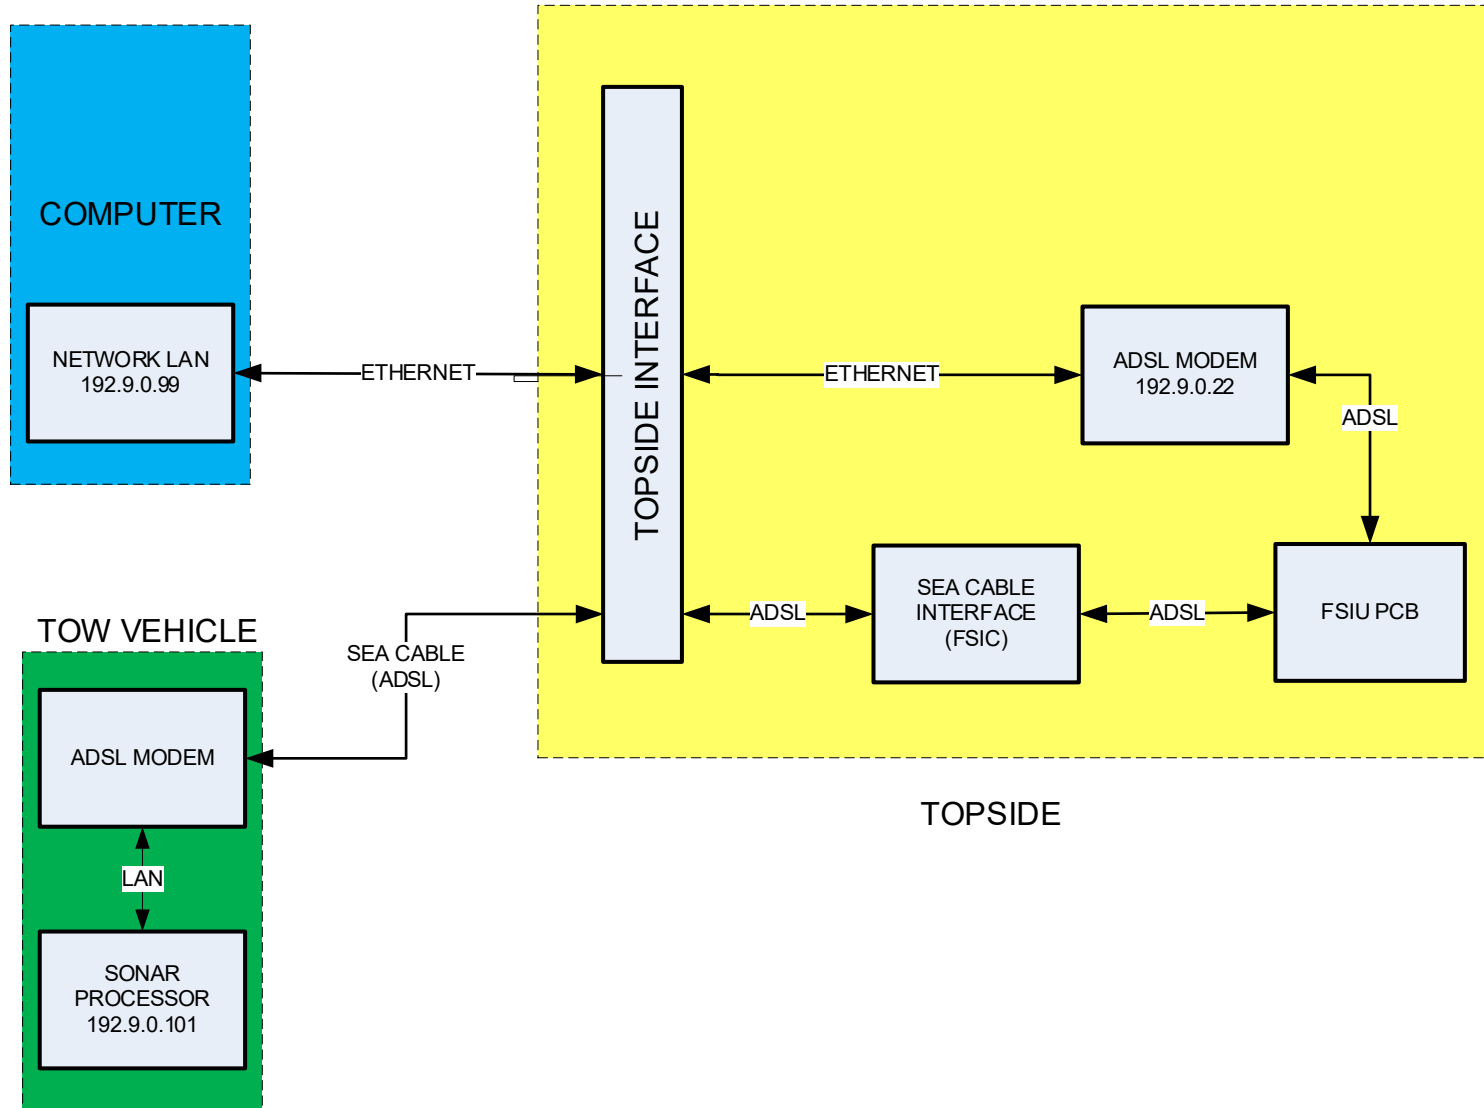 COMPUTER
NETWORK LAN
192.9.0.99
ETHERNET
TOPSIDE INTERFACE
ETHERNET
ADSL MODEM
192.9.0.22
ADSL
FSIU PCB
ADSL
SEA CABLE
INTERFACE
(FSIC)
ADSL
SEA CABLE
(ADSL)
TOW VEHICLE
ADSL MODEM
LAN
SONAR
PROCESSOR
192.9.0.101
TOPSIDE